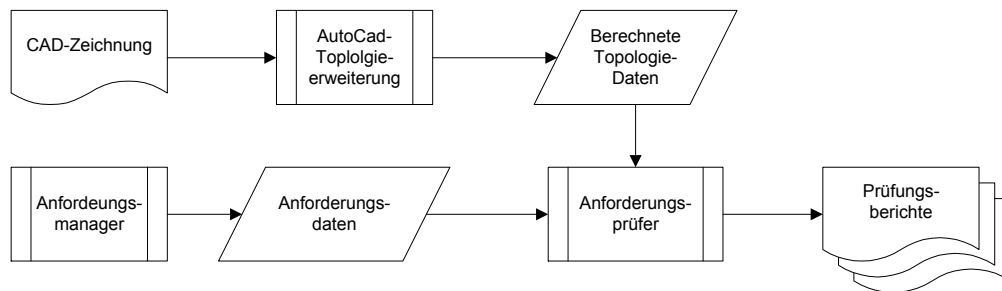 CAD-Zeichnung
AutoCad-
Toplolgie-
erweiterung
Berechnete
Topologie-
Daten
Anfordeungs-
manager
Anforderungs-
daten
Anforderungs-
prüfer
Prüfungs-
berichte